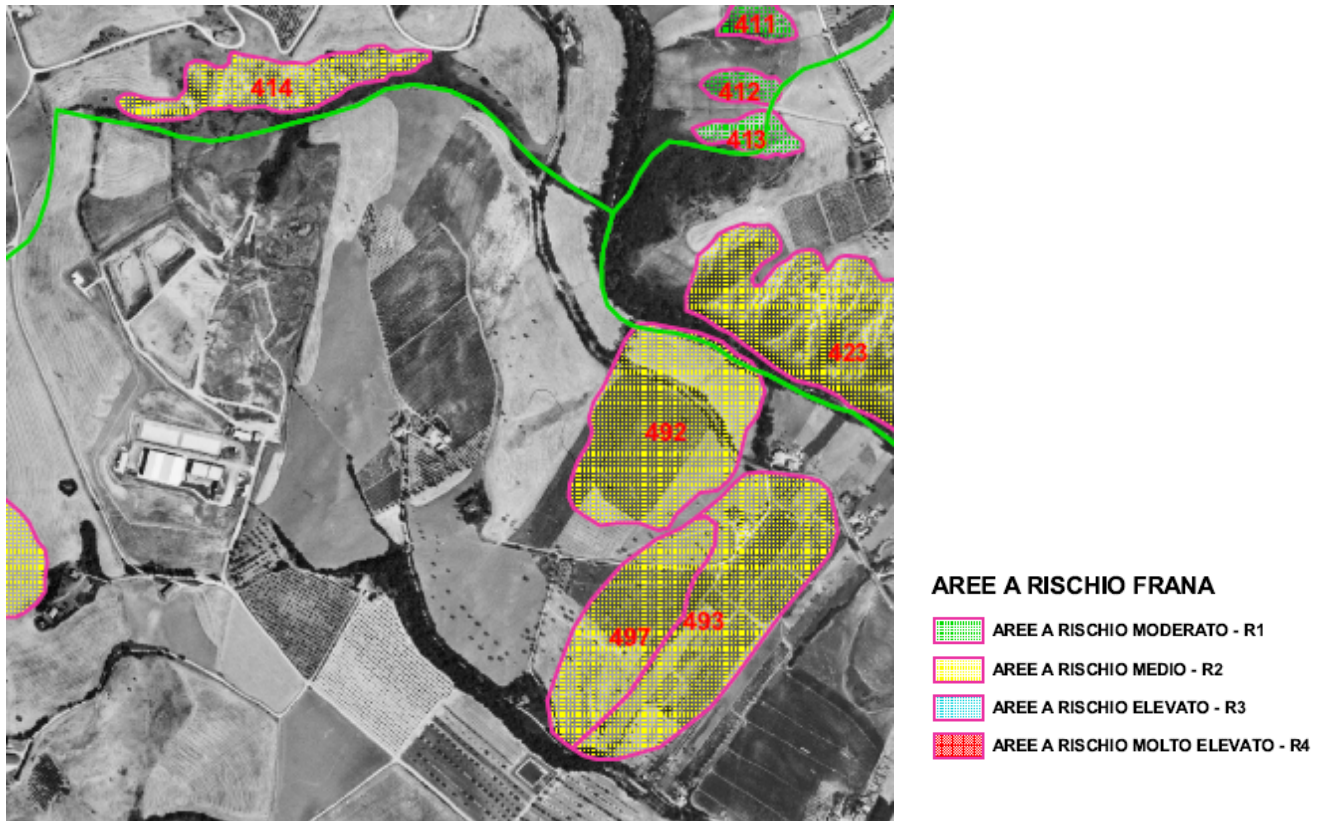 411
414
412
413
423
492
493
497
AREE A RISCHIO FRANA
AREE A RISCHIO MODERATO - R1
AREE A RISCHIO MEDIO - R2
AREE A RISCHIO ELEVATO - R3
AREE A RISCHIO MOLTO ELEVATO - R4